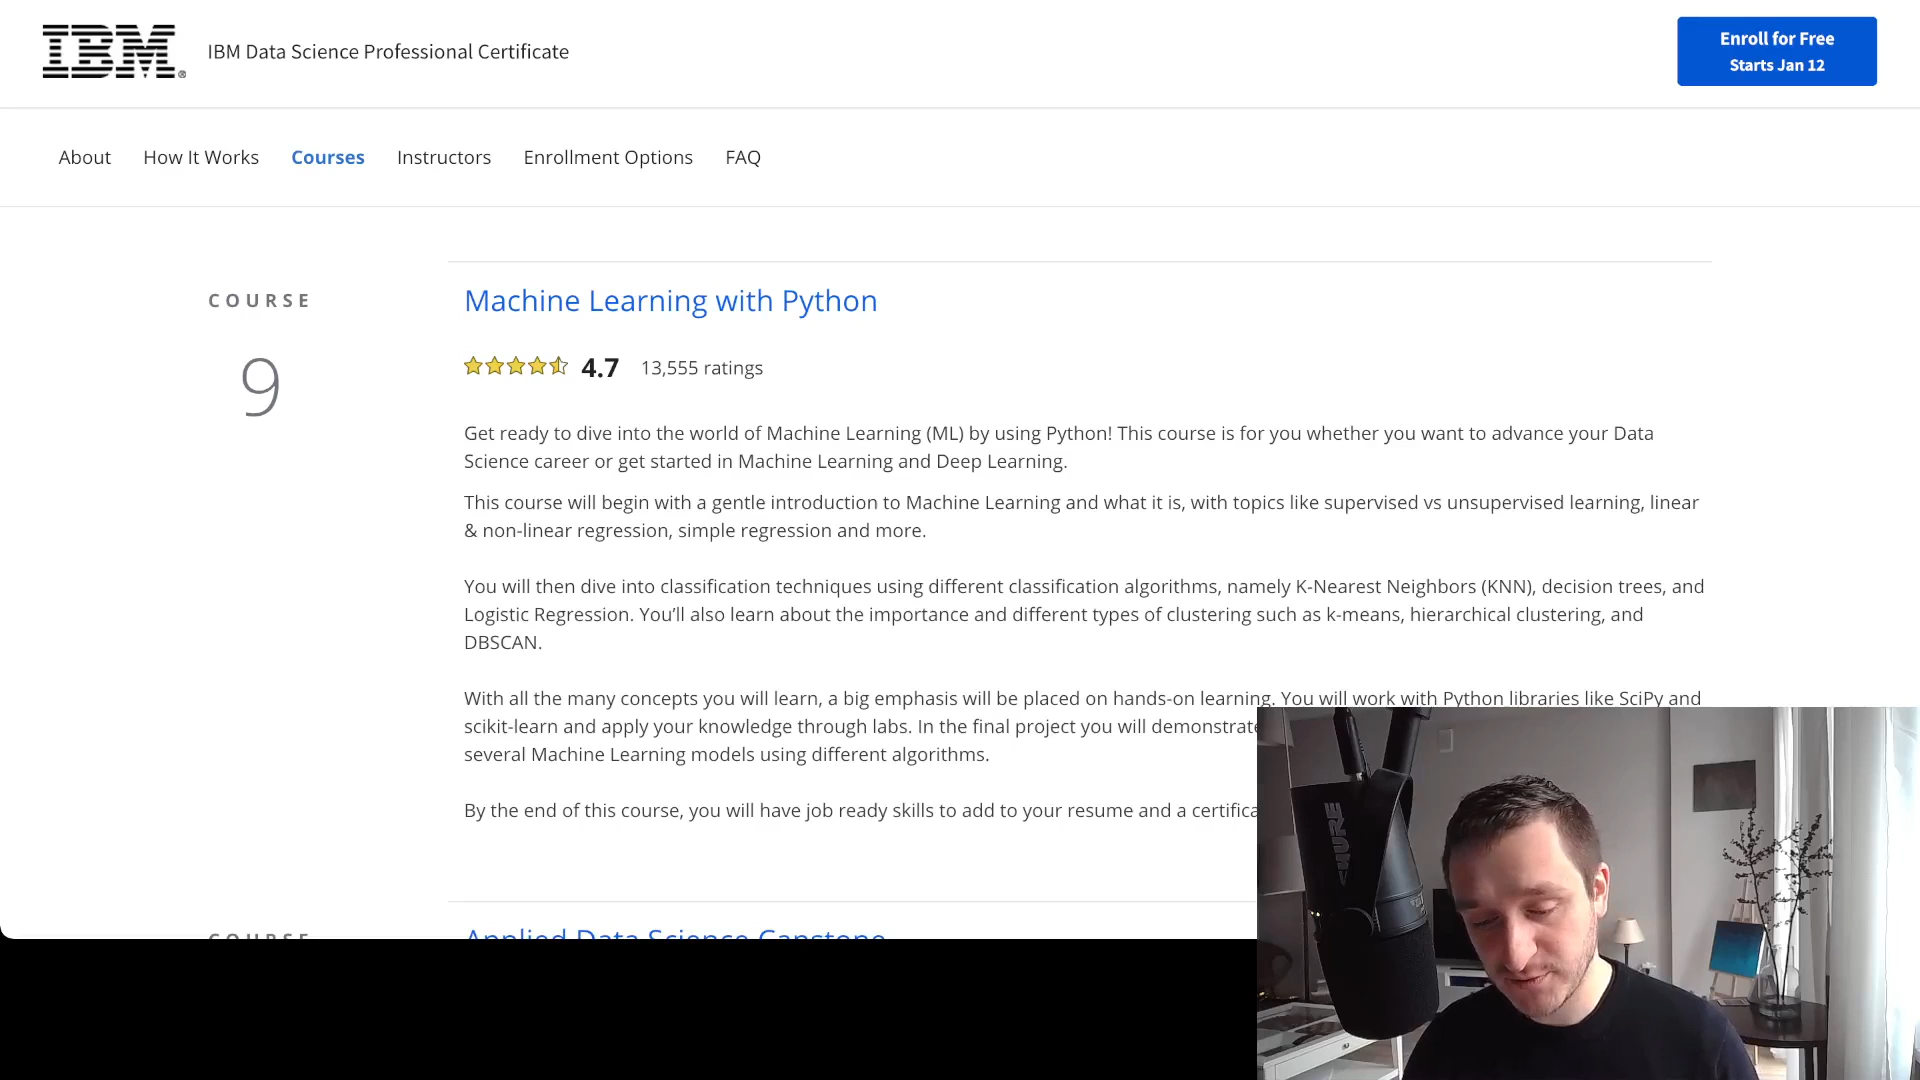 IBM®
IBM Data Science Professional Certificate
Enroll for Free
Starts Jan 12
About
How It Works
Courses
Instructors
Enrollment Options
FAQ
COURSE
9
Machine Learning with Python
4.7
13,555 ratings
Get ready to dive into the world of Machine Learning (ML) by using Python! This course is for you whether you want to advance your Data
Science career or get started in Machine Learning and Deep Learning.
This course will begin with a gentle introduction to Machine Learning and what it is, with topics like supervised vs unsupervised learning, linear
& non-linear regression, simple regression and more.
You will then dive into classification techniques using different classification algorithms, namely K-Nearest Neighbors (KNN), decision trees, and
Logistic Regression. You’ll also learn about the importance and different types of clustering such as k-means, hierarchical clustering, and
DBSCAN.
With all the many concepts you will learn, a big emphasis will be placed on hands-on learning. You will work with Python libraries like SciPy and
scikit-learn and apply your knowledge through labs. In the final project you will demonstrate
several Machine Learning models using different algorithms.
By the end of this course, you will have job ready skills to add to your resume and a certifica
COURSE
Applied Data Science Capstone
SHURE